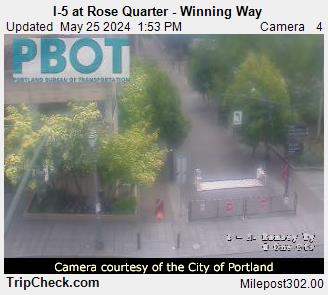 I-5 at Rose Quarter - Winning Way
Updated May 25 2024 1:53 PM Camera 4
PBOT
PORTLAND BUREAU OF TRANSPORTATION
Camera courtesy of the City of Portland
TripCheck.com Milepost302.00